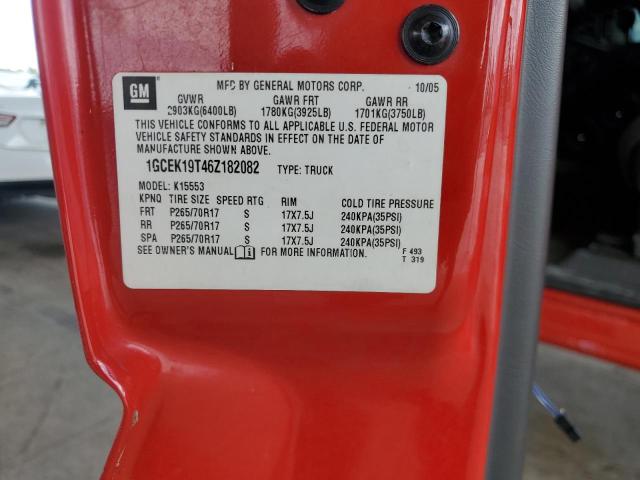 GM MFG BY GENERAL MOTORS CORP. 10/05
GVWR GAWR FRT GAWR RR
2903KG(6400LB) 1780KG(3925LB) 1701KG(3750LB)
THIS VEHICLE CONFORMS TO ALL APPLICABLE U.S. FEDERAL MOTOR
VEHICLE SAFETY STANDARDS IN EFFECT ON THE DATE OF
MANUFACTURE SHOWN ABOVE.
1GCEK19T46Z182082 TYPE: TRUCK
MODEL: K15553
KPNQ TIRE SIZE SPEED RTG RIM COLD TIRE PRESSURE
FRT P265/70R17 S 17X7.5J 240KPA(35PSI)
RR P265/70R17 S 17X7.5J 240KPA(35PSI)
SPA P265/70R17 S 17X7.5J 240KPA(35PSI)
SEE OWNER'S MANUAL FOR MORE INFORMATION. F 493
T 319